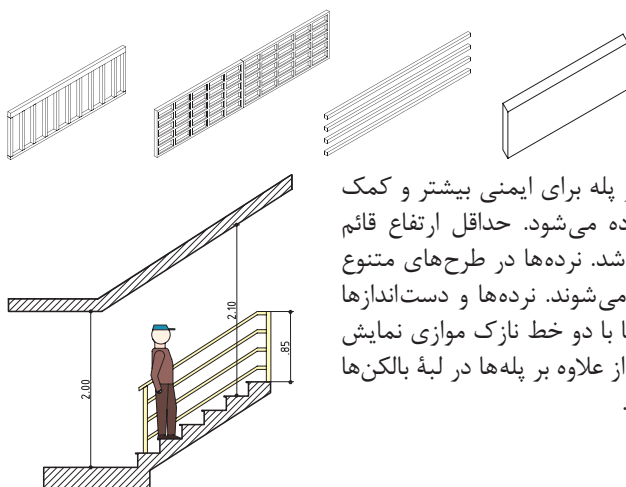 پله برای ایمنی بیشتر و کمک
ده می‌شود. حداقل ارتفاع قائم
شد. نرده‌ها در طرح‌های متنوع
می‌شوند. نرده‌ها و دست‌اندازها
ا با دو خط نازک موازی نمایش
از علاوه بر پله‌ها در لبهٔ بالکن‌ها
2.00
2.10
.85